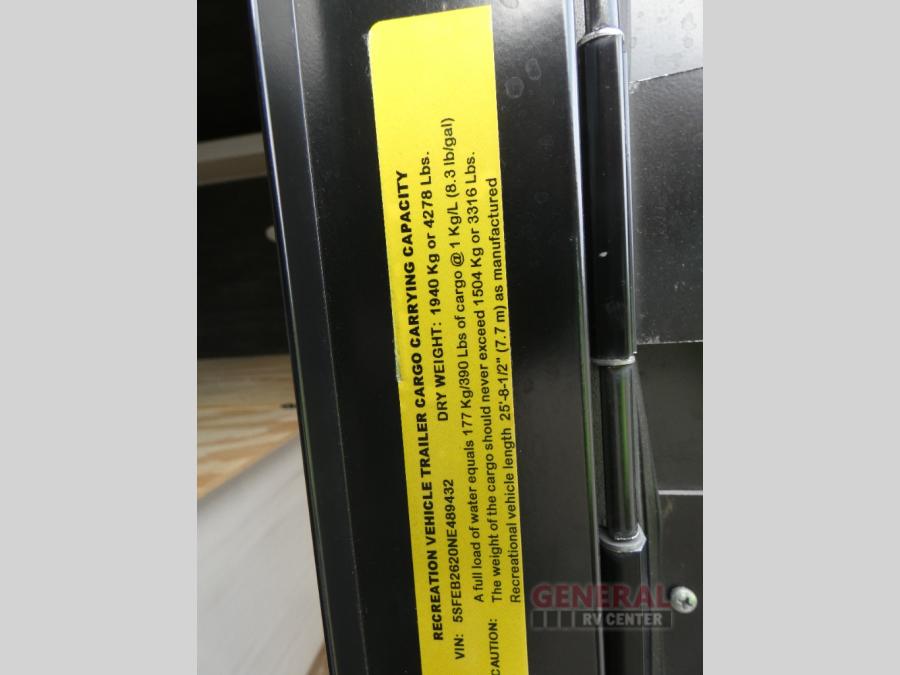 RECREATION VEHICLE TRAILER CARGO CARRYING CAPACITY
DRY WEIGHT: 1940 Kg or 4278 Lbs.
VIN: 5SFEB2620NE489432
A full load of water equals 177 Kg/390 Lbs of cargo @ 1 Kg/L (8.3 lb/gal)
CAUTION: The weight of the cargo should never exceed 1504 Kg or 3316 Lbs.
Recreational vehicle length 25'-8-1/2" (7.7 m) as manufactured
GENERAL
RV CENTER